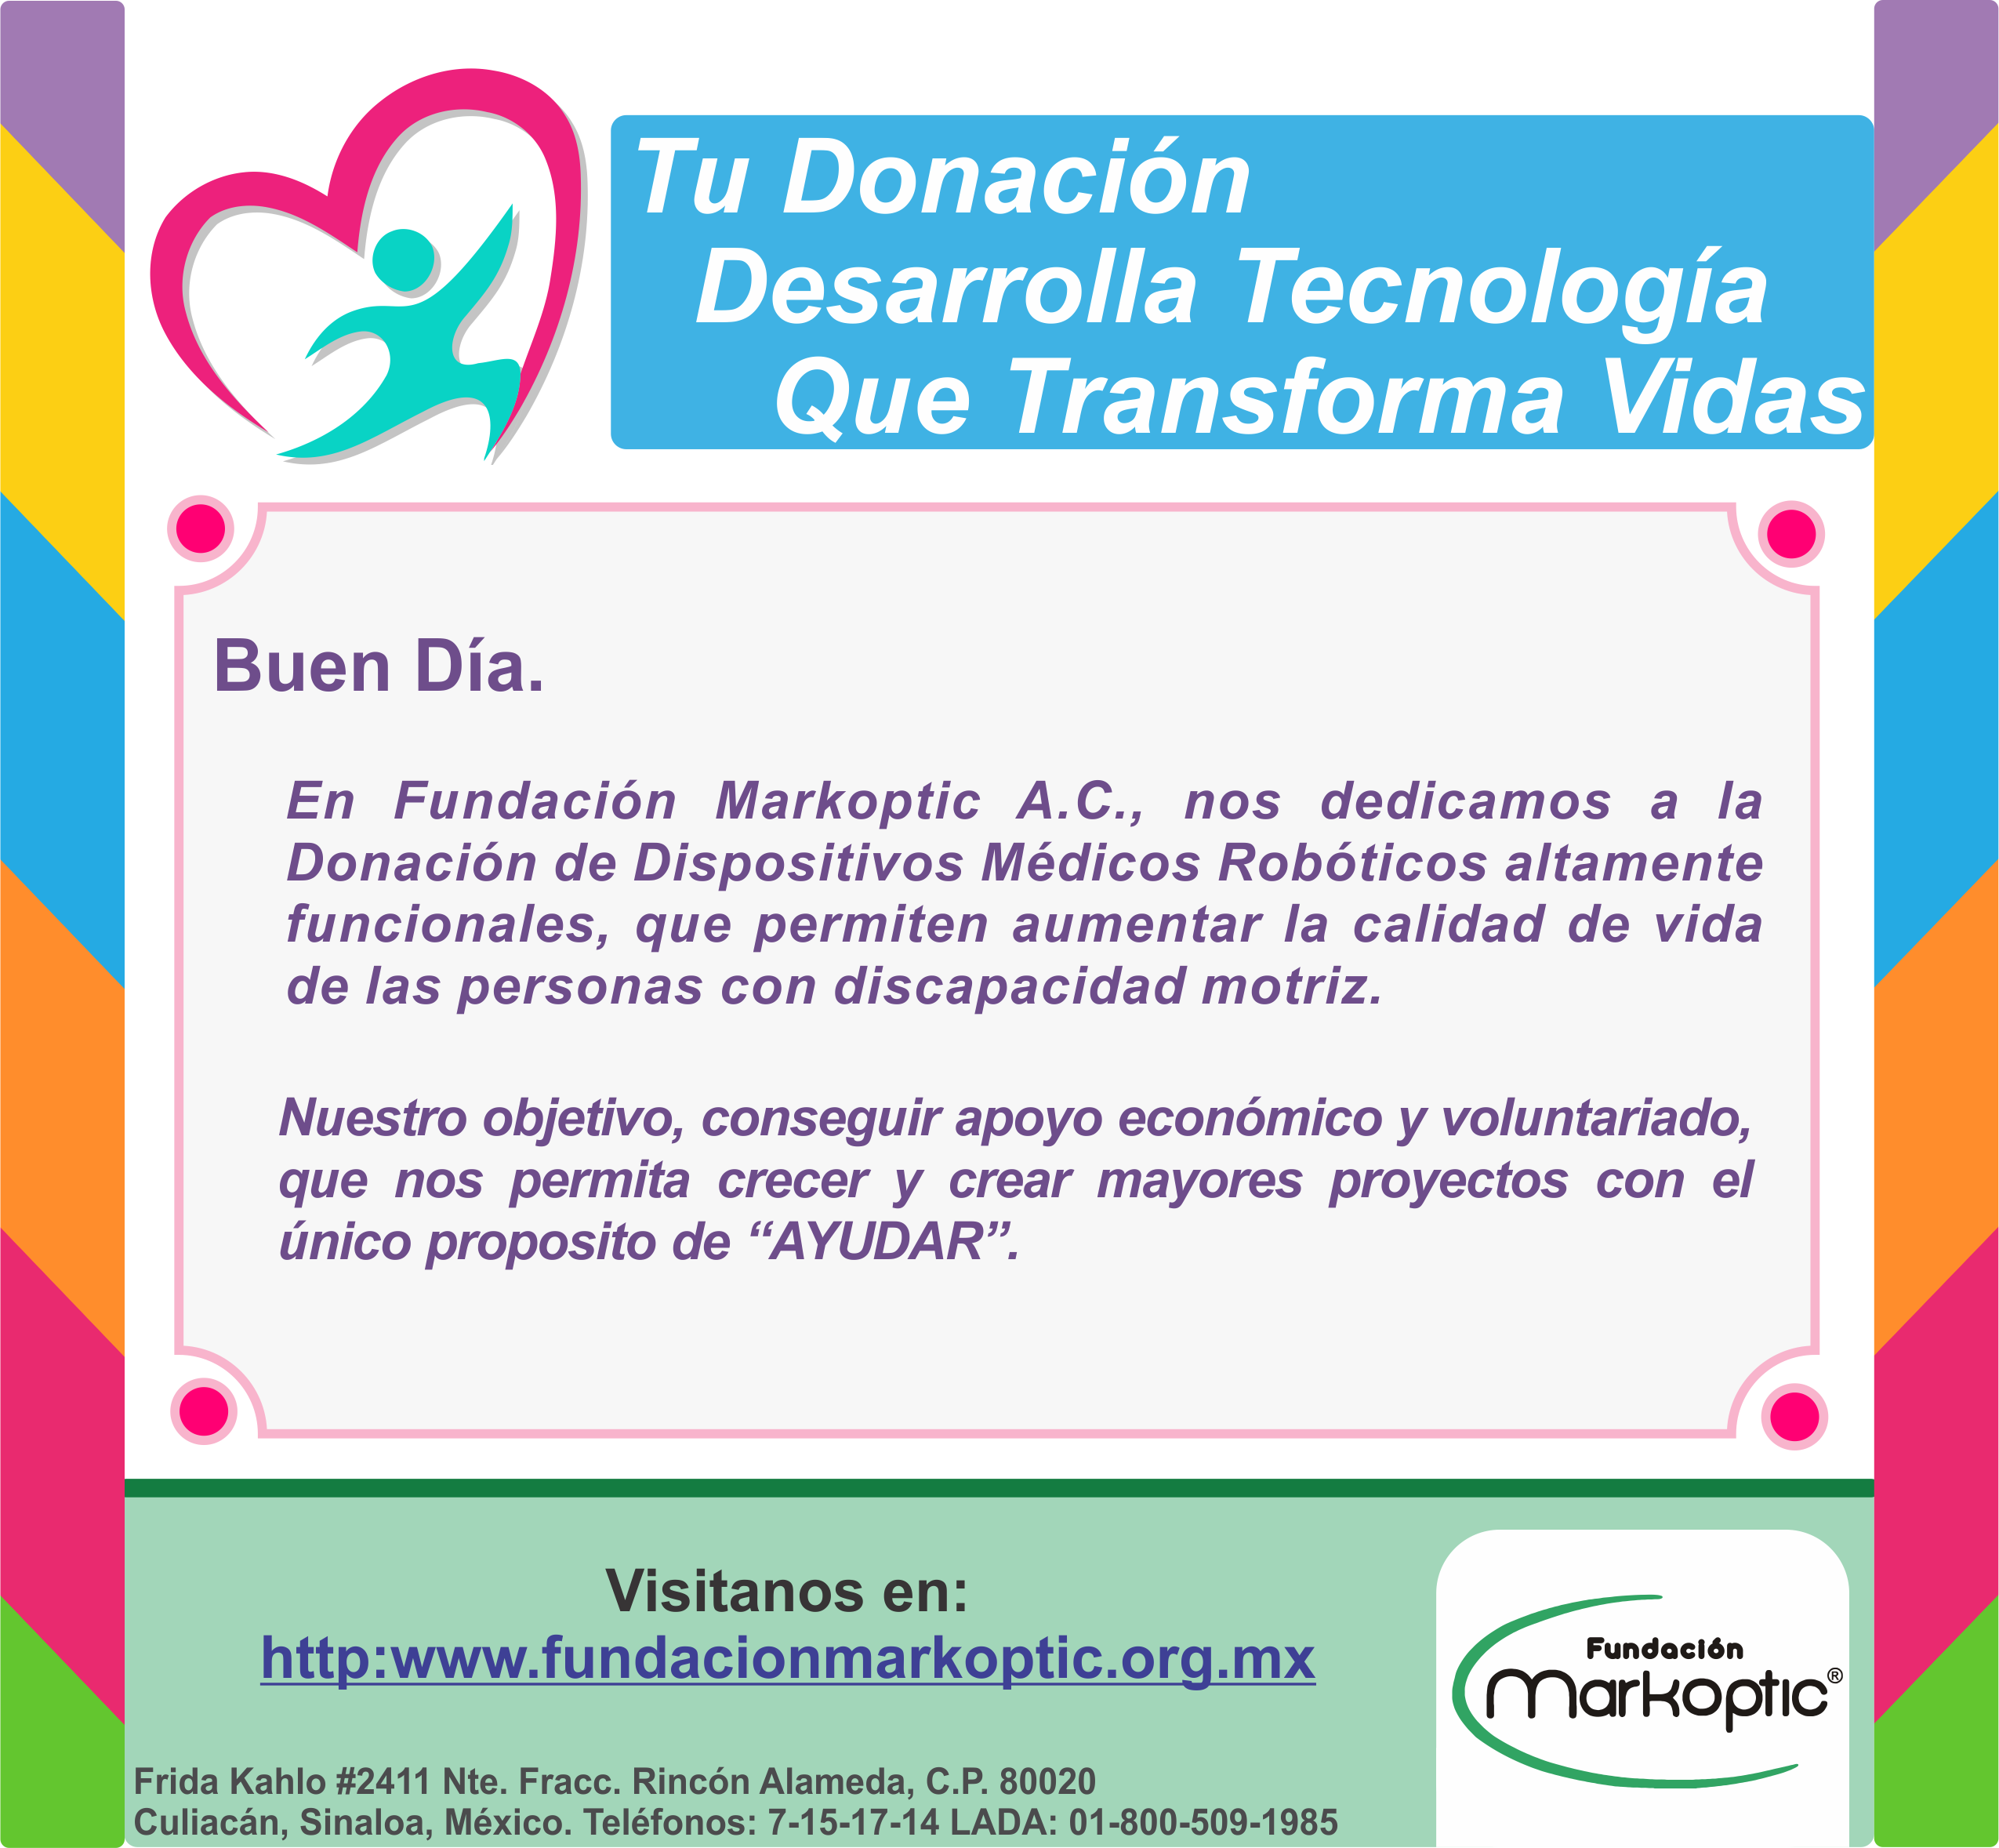 Tu Donación
Desarrolla Tecnología
Que Transforma Vidas
Buen Día.
En Fundación Markoptic A.C., nos dedicamos a la
Donación de Dispositivos Médicos Robóticos altamente
funcionales, que permiten aumentar la calidad de vida
de las personas con discapacidad motriz.
Nuestro objetivo, conseguir apoyo económico y voluntariado,
que nos permita crecer y crear mayores proyectos con el
único proposito de “AYUDAR”.
Visitanos en:
http:www.fundacionmarkoptic.org.mx
Fundación
markoptic®
Frida Kahlo #2411 Nte. Fracc. Rincón Alameda, C.P. 80020
Culiacán, Sinaloa, México. Teléfonos: 7-15-17-14 LADA: 01-800-509-1985